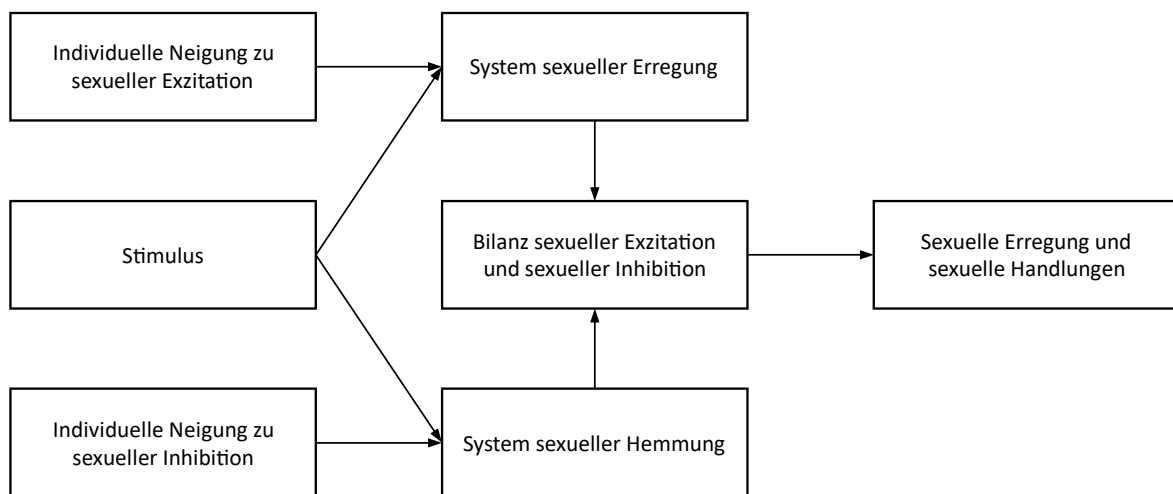 Individuelle Neigung zu
sexueller Exzitation
System sexueller Erregung
Stimulus
Bilanz sexueller Exzitation
und sexueller Inhibition
Sexuelle Erregung und
sexuelle Handlungen
Individuelle Neigung zu
sexueller Inhibition
System sexueller Hemmung